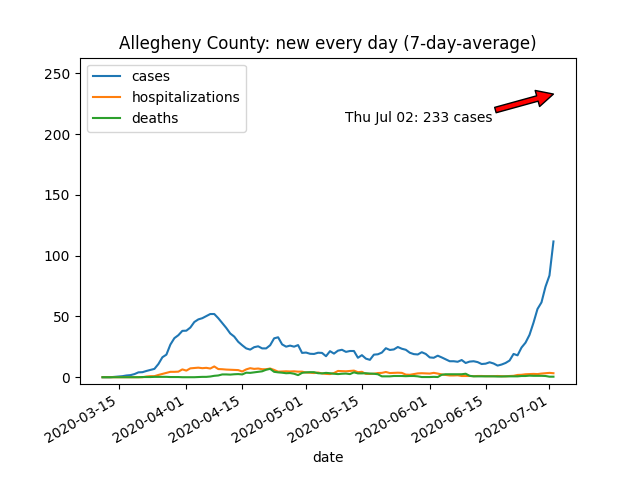 Allegheny County: new every day (7-day-average)
250
200
150
100
50
0
cases
hospitalizations
deaths
Thu Jul 02: 233 cases
2020-03-15
2020-04-01
2020-04-15
2020-05-01
2020-05-15
2020-06-01
2020-06-15
2020-07-01
date